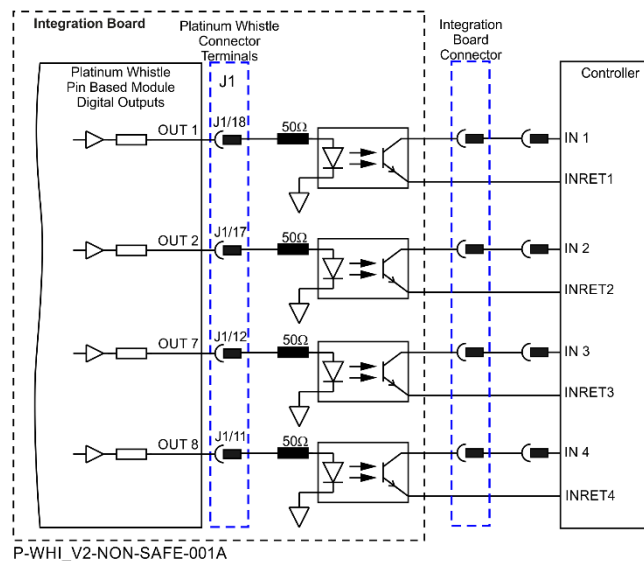 Integration Board
Platinum Whistle
Connector
Terminals
Integration
Board
Connector
Controller
Platinum Whistle
Pin Based Module
Digital Outputs
J1
OUT 1
J1/18
50Ω
IN 1
INRET1
OUT 2
J1/17
50Ω
IN 2
INRET2
OUT 7
J1/12
50Ω
IN 3
INRET3
OUT 8
J1/11
50Ω
IN 4
INRET4
P-WHI_V2-NON-SAFE-001A